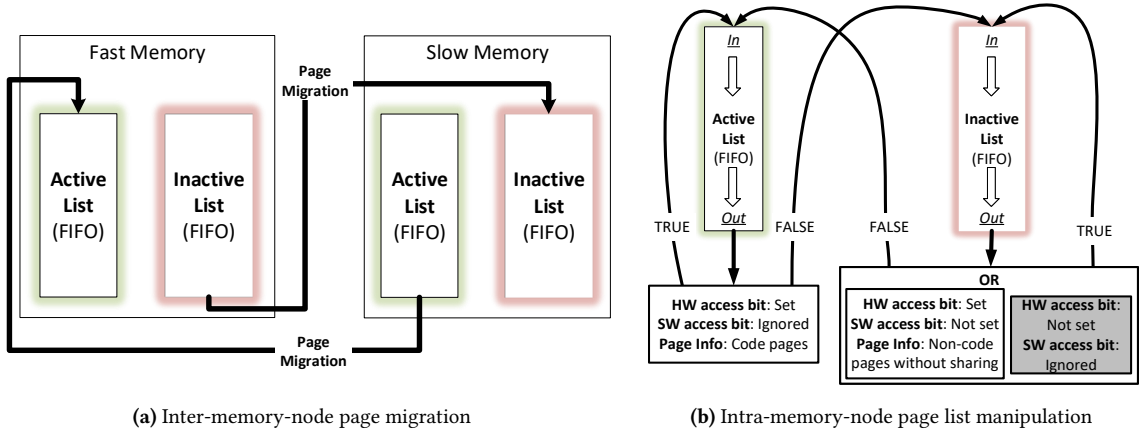 Fast Memory
Slow Memory
Page
Migration
Active
List
(FIFO)
Inactive
List
(FIFO)
Active
List
(FIFO)
Inactive
List
(FIFO)
Page
Migration
(a) Inter-memory-node page migration
In
Active
List
(FIFO)
Out
In
Inactive
List
(FIFO)
Out
TRUE
FALSE
FALSE
TRUE
HW access bit: Set
SW access bit: Ignored
Page Info: Code pages
OR
HW access bit: Set
SW access bit: Not set
Page Info: Non-code
pages without sharing
HW access bit:
Not set
SW access bit:
Ignored
(b) Intra-memory-node page list manipulation